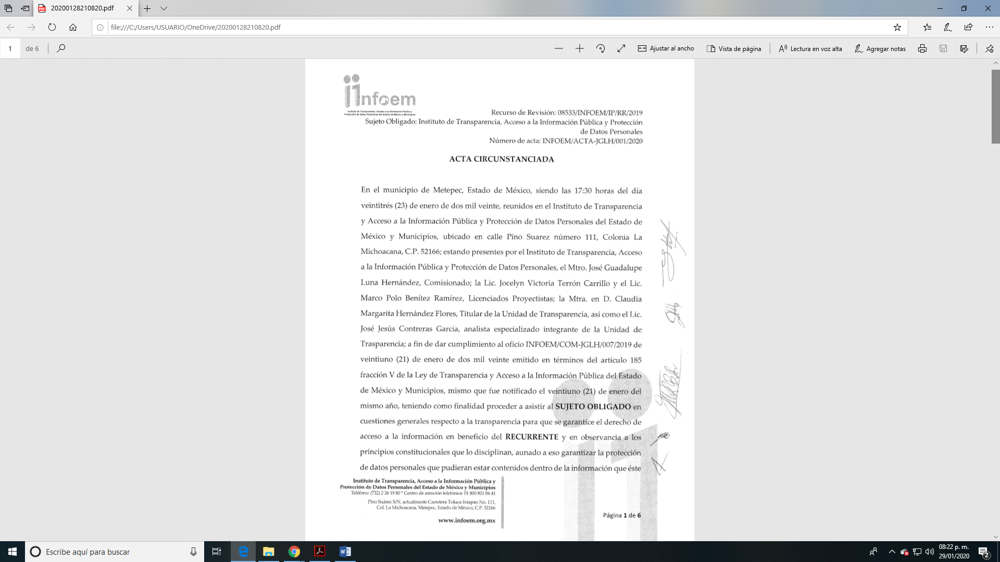 20200128210820.pdf
file:///C:/Users/USUARIO/OneDrive/20200128210820.pdf
1 de 6
Ajustar al ancho
Vista de página
Lectura en voz alta
Agregar notas
infoem
Instituto de Transparencia, Acceso a la Información Pública y
Protección de Datos Personales del Estado de México y Municipios
Recurso de Revisión: 08533/INFOEM/IP/RR/2019
Sujeto Obligado: Instituto de Transparencia, Acceso a la Información Pública y Protección
de Datos Personales
Número de acta: INFOEM/ACTA-JGLH/001/2020
ACTA CIRCUNSTANCIADA
En el municipio de Metepec, Estado de México, siendo las 17:30 horas del día
veintitrés (23) de enero de dos mil veinte, reunidos en el Instituto de Transparencia
y Acceso a la Información Pública y Protección de Datos Personales del Estado de
México y Municipios, ubicado en calle Pino Suarez número 111, Colonia La
Michoacana, C.P. 52166; estando presentes por el Instituto de Transparencia, Acceso
a la Información Pública y Protección de Datos Personales, el Mtro. José Guadalupe
Luna Hernández, Comisionado; la Lic. Jocelyn Victoria Terrón Carrillo y el Lic.
Marco Polo Benítez Ramírez, Licenciados Proyectistas; la Mtra. en D. Claudia
Margarita Hernández Flores, Titular de la Unidad de Transparencia, así como el Lic.
José Jesús Contreras García, analista especializado integrante de la Unidad de
Trasparencia; a fin de dar cumplimiento al oficio INFOEM/COM-JGLH/007/2019 de
veintiuno (21) de enero de dos mil veinte emitido en términos del artículo 185
fracción V de la Ley de Transparencia y Acceso a la Información Pública del Estado
de México y Municipios, mismo que fue notificado el veintiuno (21) de enero del
mismo año, teniendo como finalidad proceder a asistir al SUJETO OBLIGADO en
cuestiones generales respecto a la transparencia para que se garantice el derecho de
acceso a la información en beneficio del RECURRENTE y en observancia a los
principios constitucionales que lo disciplinan, aunado a eso garantizar la protección
de datos personales que pudieran estar contenidos dentro de la información que éste
Instituto de Transparencia, Acceso a la Información Pública y
Protección de Datos Personales del Estado de México y Municipios
Teléfono: (722) 2 26 19 80 * Centro de atención telefónica: 01 800 821 04 41
Pino Suárez S/N, actualmente Carretera Toluca-Ixtapan No. 111,
Col. La Michoacana, Metepec, Estado de México, C.P. 52166
www.infoem.org.mx
Página 1 de 6
Escribe aquí para buscar
08:22 p. m.
29/01/2020
2